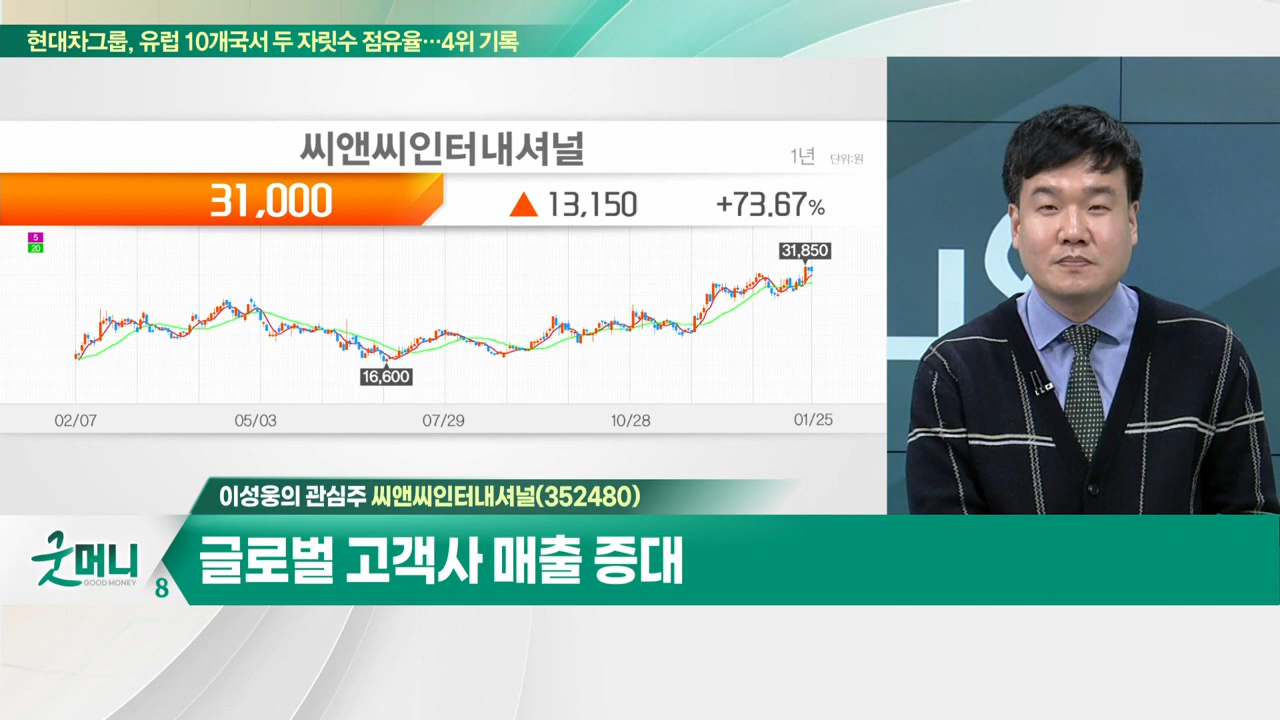 현대차그룹, 유럽 10개국서 두 자릿수 점유율…4위 기록
씨앤씨인터내셔널
1년 단위:원
31,000 ▲ 13,150 +73.67%
5
20
31,850
16,600
02/07 05/03 07/29 10/28 01/25
이성웅의 관심주 씨앤씨인터내셔널(352480)
굿머니
GOOD MONEY
8
글로벌 고객사 매출 증대